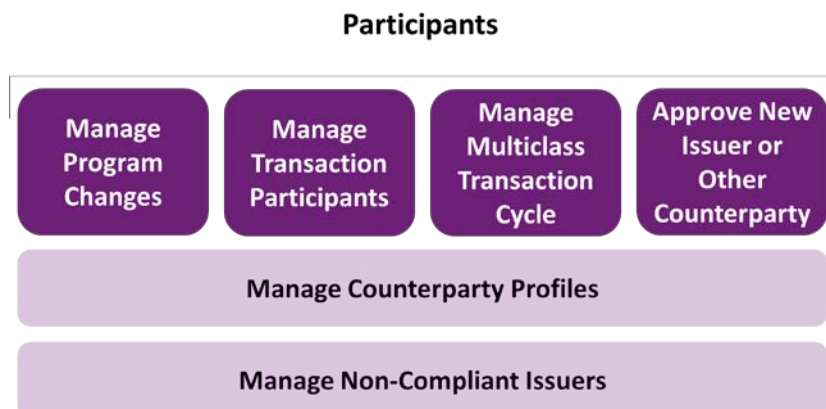 Participants
Manage
Program
Changes
Manage
Transaction
Participants
Manage
Multiclass
Transaction
Cycle
Approve New
Issuer or
Other
Counterparty
Manage Counterparty Profiles
Manage Non-Compliant Issuers